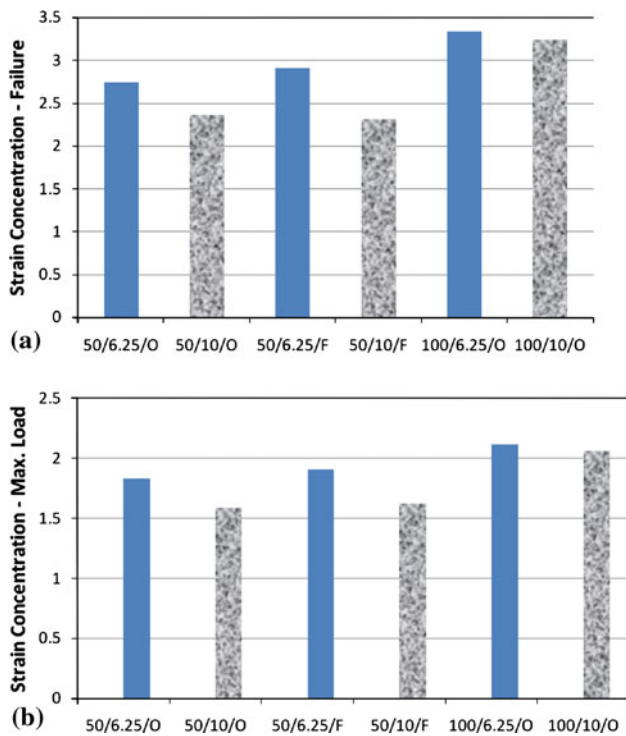 Strain Concentration - Failure
3.5
3
2.5
2
1.5
1
0.5
0
50/6.25/O 50/10/O 50/6.25/F 50/10/F 100/6.25/O 100/10/O
(a)
Strain Concentration - Max. Load
2.5
2
1.5
1
0.5
0
50/6.25/O 50/10/O 50/6.25/F 50/10/F 100/6.25/O 100/10/O
(b)